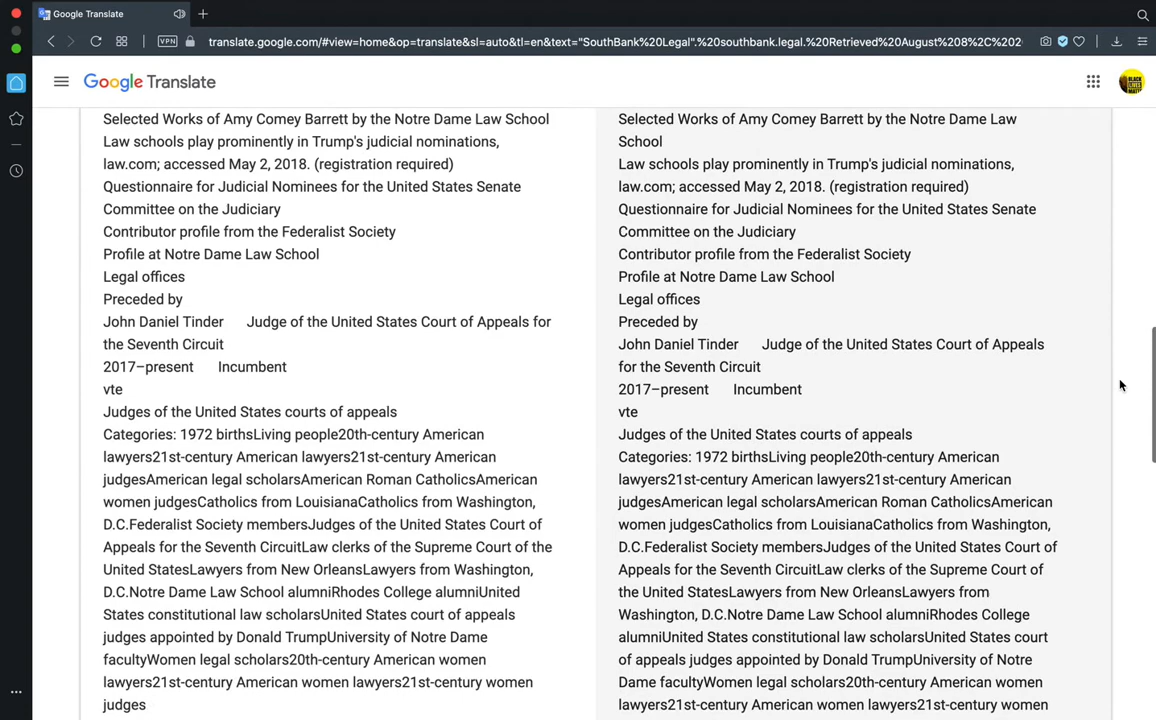 Google Translate
VPN
translate.google.com/#view=home&op=translate&sl=auto&tl=en&text="SouthBank%20Legal".%20southbank.legal.%20Retrieved%20August%208%2C%202
Google Translate
BLACK LIVES MATTER
Selected Works of Amy Comey Barrett by the Notre Dame Law School
Law schools play prominently in Trump's judicial nominations,
law.com; accessed May 2, 2018. (registration required)
Questionnaire for Judicial Nominees for the United States Senate
Committee on the Judiciary
Contributor profile from the Federalist Society
Profile at Notre Dame Law School
Legal offices
Preceded by
John Daniel Tinder Judge of the United States Court of Appeals for
the Seventh Circuit
2017–present Incumbent
vte
Judges of the United States courts of appeals
Categories: 1972 birthsLiving people20th-century American
lawyers21st-century American lawyers21st-century American
judgesAmerican legal scholarsAmerican Roman CatholicsAmerican
women judgesCatholics from LouisianaCatholics from Washington,
D.C.Federalist Society membersJudges of the United States Court of
Appeals for the Seventh CircuitLaw clerks of the Supreme Court of the
United StatesLawyers from New OrleansLawyers from Washington,
D.C.Notre Dame Law School alumniRhodes College alumniUnited
States constitutional law scholarsUnited States court of appeals
judges appointed by Donald TrumpUniversity of Notre Dame
facultyWomen legal scholars20th-century American women
lawyers21st-century American women lawyers21st-century women
judges
Selected Works of Amy Comey Barrett by the Notre Dame Law
School
Law schools play prominently in Trump's judicial nominations,
law.com; accessed May 2, 2018. (registration required)
Questionnaire for Judicial Nominees for the United States Senate
Committee on the Judiciary
Contributor profile from the Federalist Society
Profile at Notre Dame Law School
Legal offices
Preceded by
John Daniel Tinder Judge of the United States Court of Appeals
for the Seventh Circuit
2017–present Incumbent
vte
Judges of the United States courts of appeals
Categories: 1972 birthsLiving people20th-century American
lawyers21st-century American lawyers21st-century American
judgesAmerican legal scholarsAmerican Roman CatholicsAmerican
women judgesCatholics from LouisianaCatholics from Washington,
D.C.Federalist Society membersJudges of the United States Court of
Appeals for the Seventh CircuitLaw clerks of the Supreme Court of
the United StatesLawyers from New OrleansLawyers from
Washington, D.C.Notre Dame Law School alumniRhodes College
alumniUnited States constitutional law scholarsUnited States court
of appeals judges appointed by Donald TrumpUniversity of Notre
Dame facultyWomen legal scholars20th-century American women
lawyers21st-century American women lawyers21st-century women